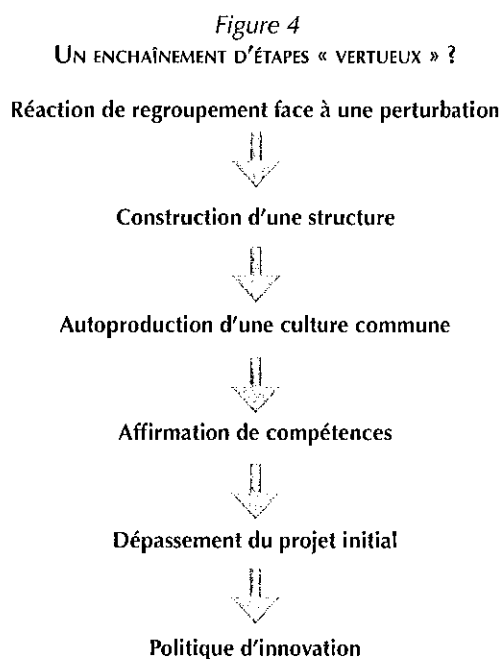 Figure 4
UN ENCHAÎNEMENT D'ÉTAPES « VERTUEUX » ?
Réaction de regroupement face à une perturbation
Construction d'une structure
Autoproduction d'une culture commune
Affirmation de compétences
Dépassement du projet initial
Politique d'innovation